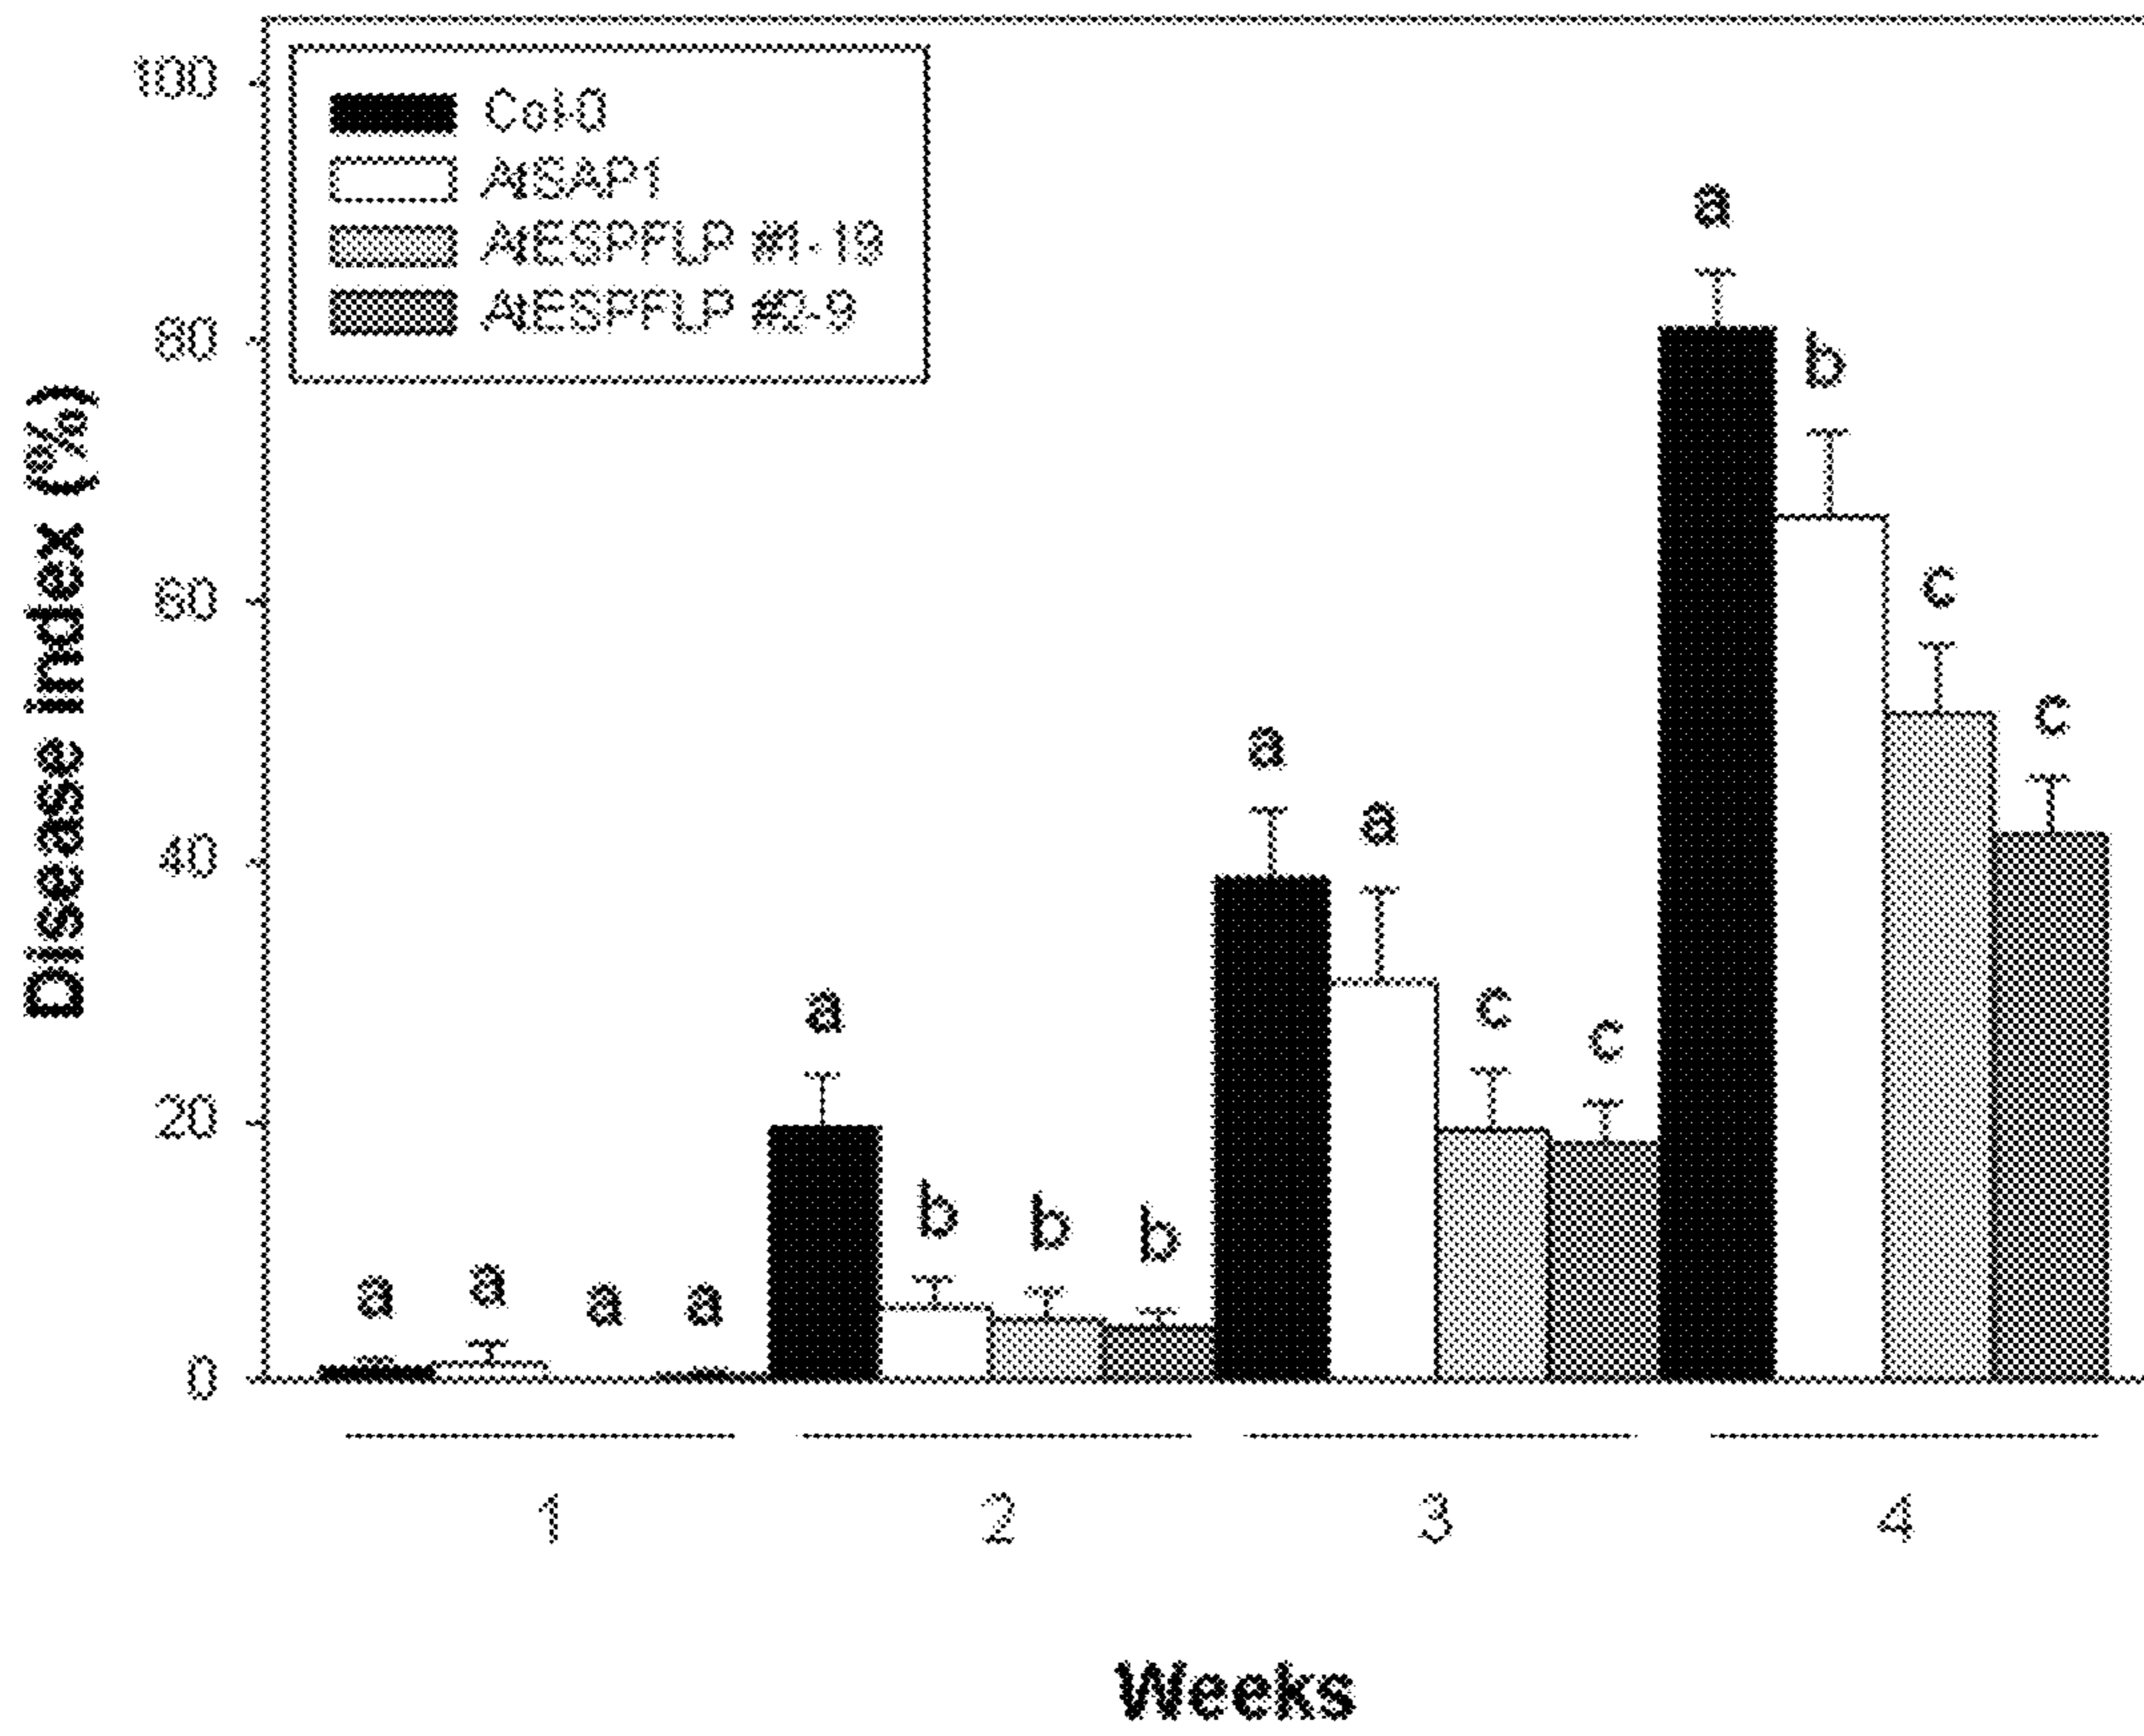 100
80
60
40
20
0
Disease index (%)
Col-0
AtSAP1
AtESPFLP #1-19
AtESPFLP #2-9
a
a
a
a
a
b
b
b
a
a
c
c
a
b
c
c
1
2
3
4
Weeks